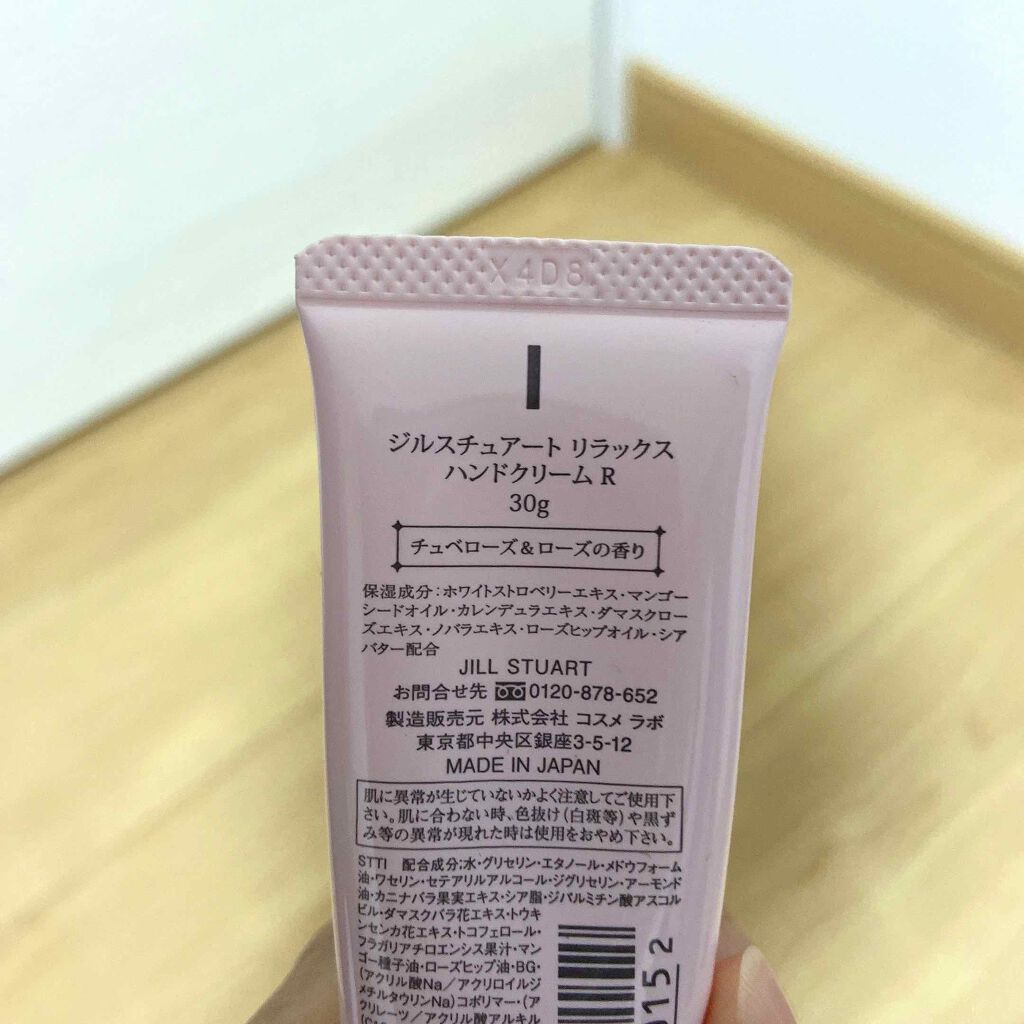 X4D8
ジルスチュアート リラックス
ハンドクリーム R
30g
チュベローズ&ローズの香り
保湿成分：ホワイトストロベリーエキス・マンゴー
シードオイル・カレンデュラエキス・ダマスクロー
ズエキス・ノバラエキス・ローズヒップオイル・シア
バター配合
JILL STUART
お問合せ先 0120-878-652
製造販売元 株式会社 コスメ ラボ
東京都中央区銀座3-5-12
MADE IN JAPAN
肌に異常が生じていないかよく注意してご使用下
さい。肌に合わない時、色抜け(白斑等)や黒ず
み等の異常が現れた時は使用をおやめ下さい。
STTI 配合成分;水・グリセリン・エタノール・メドウフォーム
油・ワセリン・セテアリルアルコール・ジグリセリン・アーモンド
油・カニナバラ果実エキス・シア脂・ジパルミチン酸アスコル
ビル・ダマスクバラ花エキス・トウキ
ンセンカ花エキス・トコフェロール・
フラガリアチロエンシス果汁・マン
ゴー種子油・ローズヒップ油・BG・
(アクリル酸Na／アクリロイルジ
メチルタウリンNa)コポリマー・(ア
クリレーツ／アクリル酸アルキル
0152